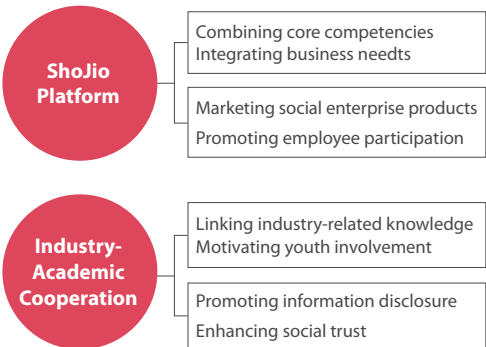 ShoJio
Platform
Combining core competencies
Integrating business needts
Marketing social enterprise products
Promoting employee participation
Industry-
Academic
Cooperation
Linking industry-related knowledge
Motivating youth involvement
Promoting information disclosure
Enhancing social trust